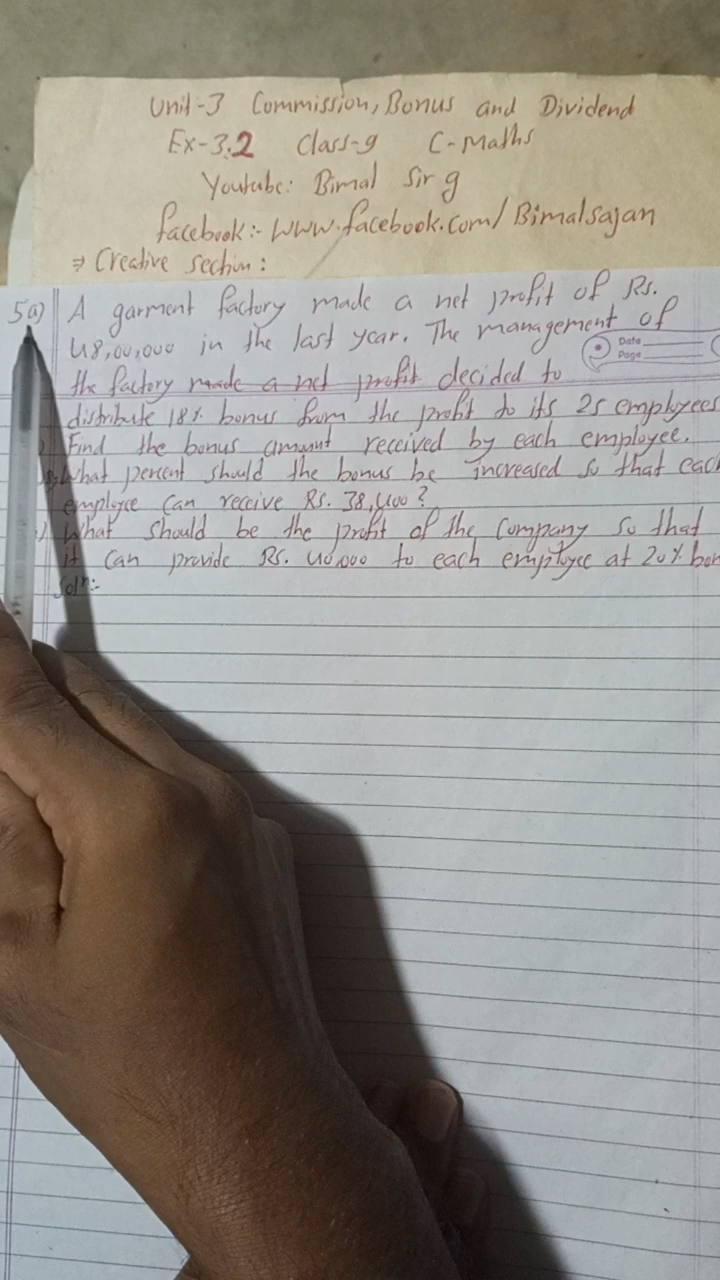 Unit-3 Commission, Bonus and Dividend
Ex-3.2 Class-9 C-Maths
Youtube: Bimal Sir g
facebook:- www.facebook.com/Bimalsajan
⇒ Creative section:
5a) A garment factory made a net profit of Rs.
48,00,000 in the last year. The management of
Date
Page
the factory made a net profit decided to
distribute 18% bonus from the profit to its 25 employees
Find the bonus amount received by each employee.
What percent should the bonus be increased so that each
employee can receive Rs. 38,400?
What should be the profit of the Company so that
it can provide Rs. 40,000 to each employee at 20% bon
Solⁿ:-